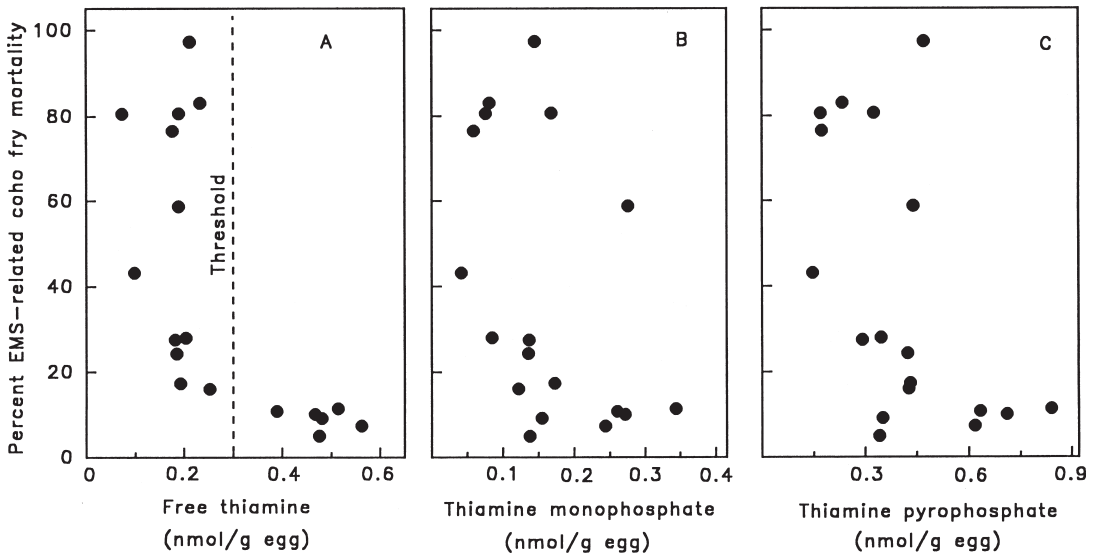 Percent EMS-related coho fry mortality
100
80
60
40
20
0
A
Threshold
0 0.2 0.4 0.6
Free thiamine
(nmol/g egg)
B
0.1 0.2 0.3 0.4
Thiamine monophosphate
(nmol/g egg)
C
0.3 0.6 0.9
Thiamine pyrophosphate
(nmol/g egg)